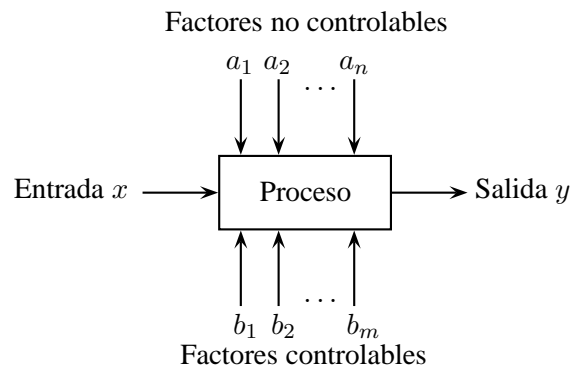 Factores no controlables
a₁ a₂ ... aₙ
Entrada x Proceso Salida y
b₁ b₂ ... bₘ
Factores controlables